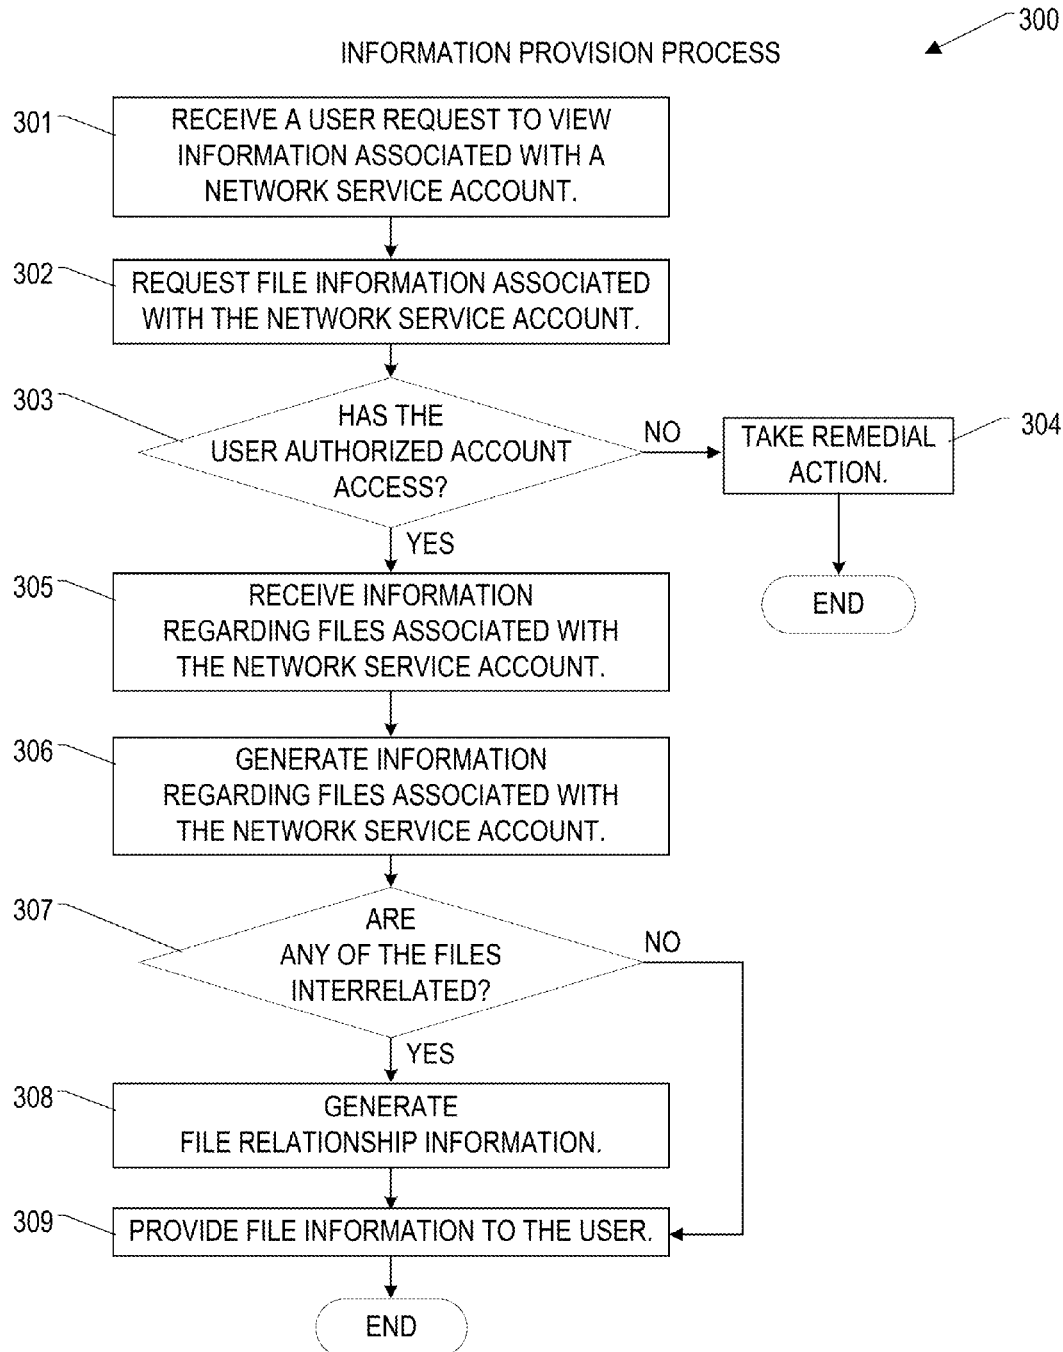 300
INFORMATION PROVISION PROCESS
301
RECEIVE A USER REQUEST TO VIEW
INFORMATION ASSOCIATED WITH A
NETWORK SERVICE ACCOUNT.
302
REQUEST FILE INFORMATION ASSOCIATED
WITH THE NETWORK SERVICE ACCOUNT.
303
HAS THE
USER AUTHORIZED ACCOUNT
ACCESS?
NO
304
TAKE REMEDIAL
ACTION.
END
YES
305
RECEIVE INFORMATION
REGARDING FILES ASSOCIATED WITH
THE NETWORK SERVICE ACCOUNT.
306
GENERATE INFORMATION
REGARDING FILES ASSOCIATED WITH
THE NETWORK SERVICE ACCOUNT.
307
ARE
ANY OF THE FILES
INTERRELATED?
NO
YES
308
GENERATE
FILE RELATIONSHIP INFORMATION.
309
PROVIDE FILE INFORMATION TO THE USER.
END